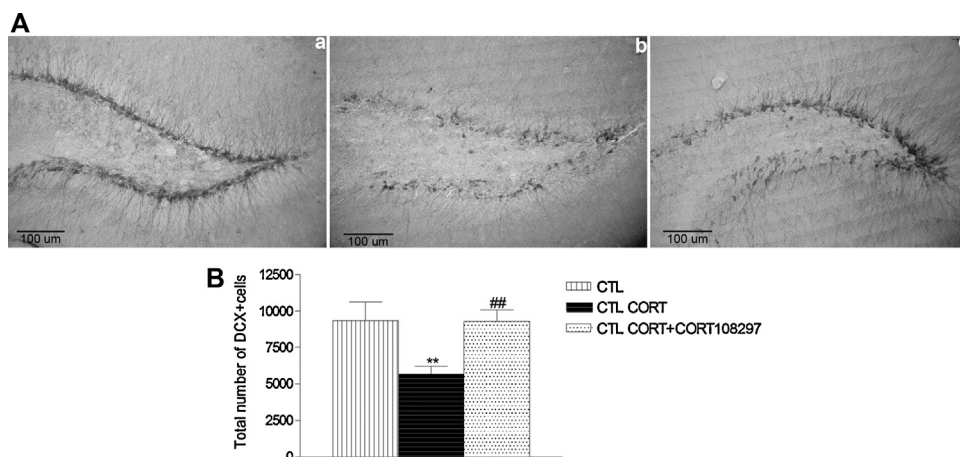 A
a
b
100 um
100 um
100 um
B
Total number of DCX+cells
12500
10000
7500
5000
2500
0
**
##
CTL
CTL CORT
CTL CORT+CORT108297